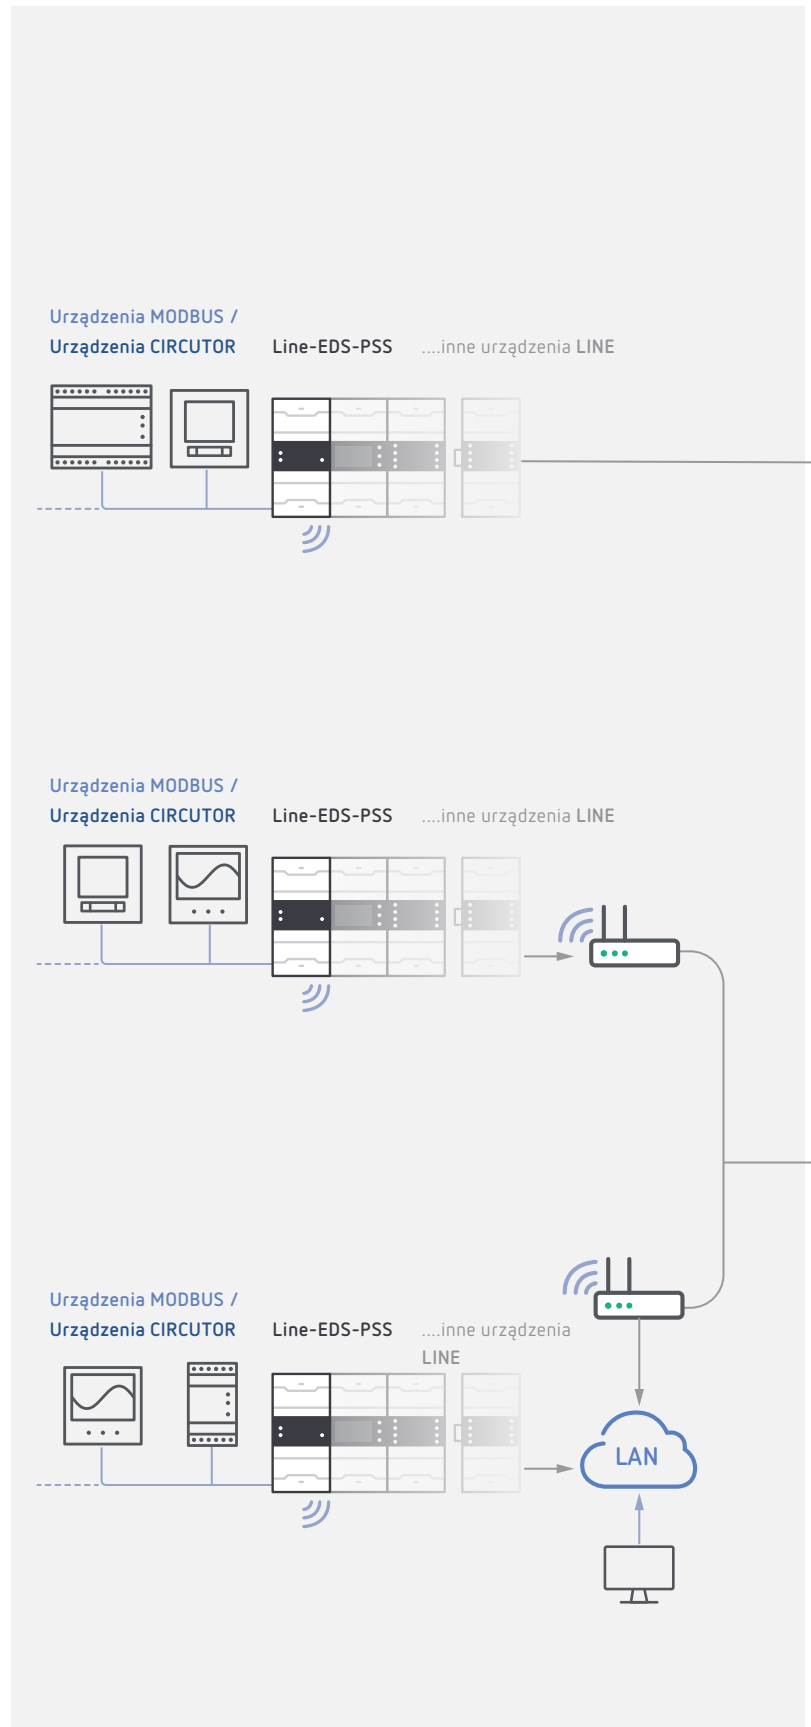 Urządzenia MODBUS /
Urządzenia CIRCUTOR
Line-EDS-PSS
....inne urządzenia LINE
Urządzenia MODBUS /
Urządzenia CIRCUTOR
Line-EDS-PSS
....inne urządzenia LINE
Urządzenia MODBUS /
Urządzenia CIRCUTOR
Line-EDS-PSS
....inne urządzenia
LINE
LAN